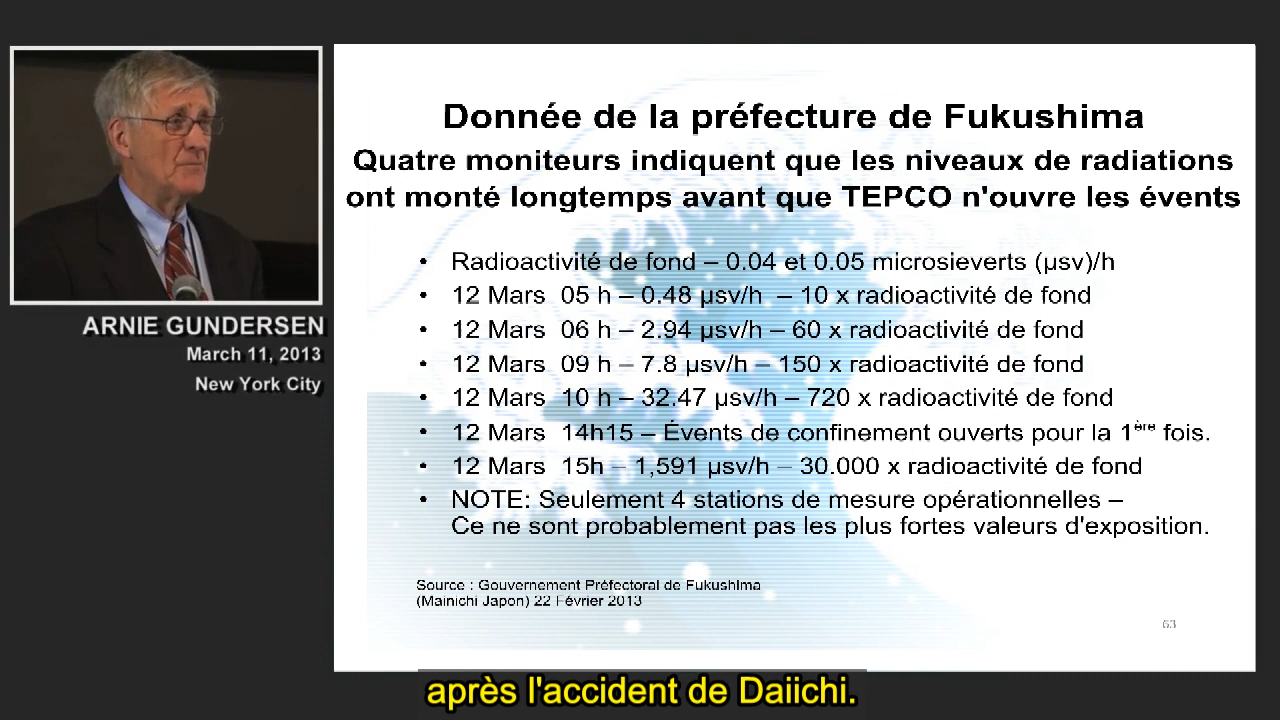 ARNIE GUNDERSEN
March 11, 2013
New York City
Donnée de la préfecture de Fukushima
Quatre moniteurs indiquent que les niveaux de radiations
ont monté longtemps avant que TEPCO n'ouvre les évents
• Radioactivité de fond – 0.04 et 0.05 microsieverts (µsv)/h
• 12 Mars 05 h – 0.48 µsv/h – 10 x radioactivité de fond
• 12 Mars 06 h – 2.94 µsv/h – 60 x radioactivité de fond
• 12 Mars 09 h – 7.8 µsv/h – 150 x radioactivité de fond
• 12 Mars 10 h – 32.47 µsv/h – 720 x radioactivité de fond
• 12 Mars 14h15 – Évents de confinement ouverts pour la 1ère fois.
• 12 Mars 15h – 1,591 µsv/h – 30.000 x radioactivité de fond
• NOTE: Seulement 4 stations de mesure opérationnelles –
Ce ne sont probablement pas les plus fortes valeurs d'exposition.
Source : Gouvernement Préfectoral de Fukushima
(Mainichi Japon) 22 Février 2013
63
après l'accident de Daiichi.